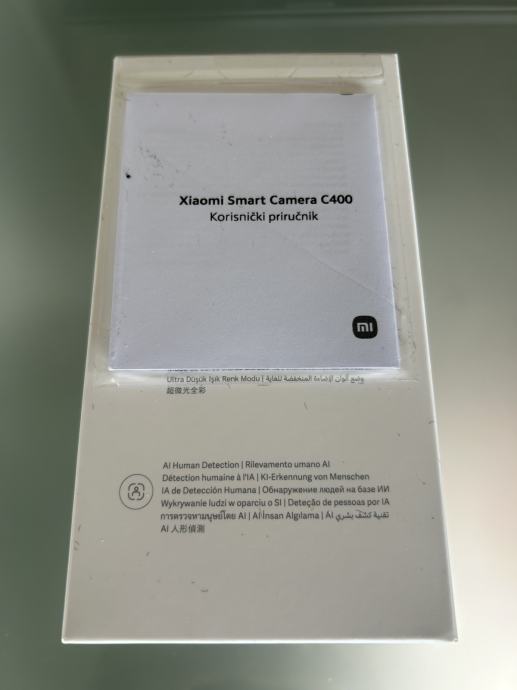 Xiaomi Smart Camera C400
Korisnički priručnik
mi
Ultra Düşük Işık Renk Modu | وضع ألوان الإضاءة المنخفضة للغاية
超微光全彩
AI Human Detection | Rilevamento umano AI
Détection humaine à l'IA | KI-Erkennung von Menschen
IA de Detección Humana | Обнаружение людей на базе ИИ
Wykrywanie ludzi w oparciu o SI | Deteção de pessoas por IA
การตรวจหามนุษย์โดย AI | AI İnsan Algılama | تقنية كشف بشري AI
AI 人形偵測